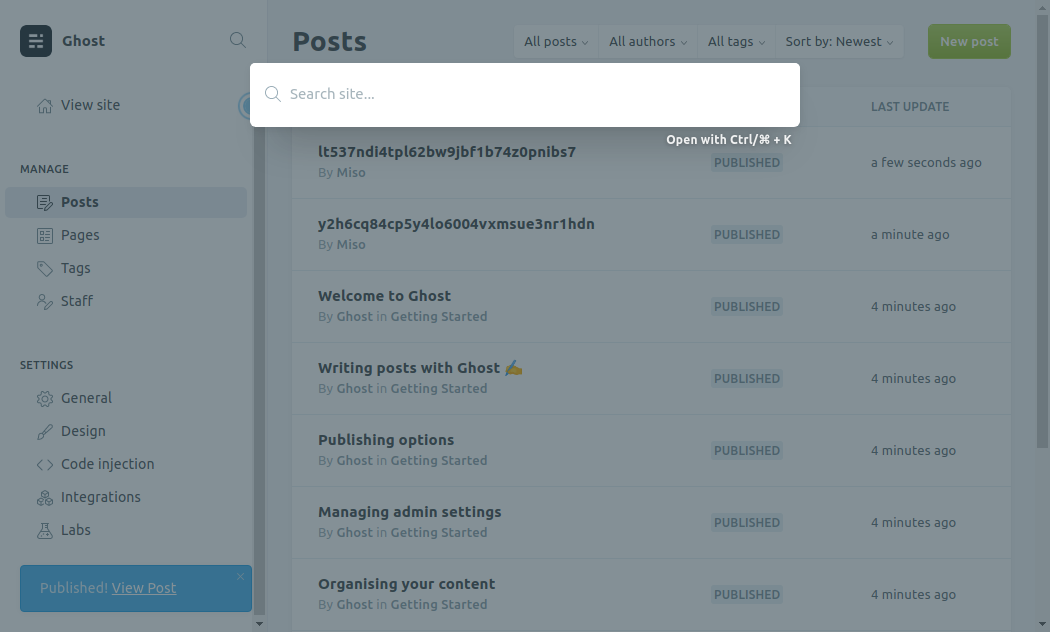 Ghost
View site
MANAGE
Posts
Pages
Tags
Staff
SETTINGS
General
Design
Code injection
Integrations
Labs
Published! View Post
Posts
All posts
All authors
All tags
Sort by: Newest
New post
Search site...
Open with Ctrl/⌘ + K
LAST UPDATE
lt537ndi4tpl62bw9jbf1b74z0pnibs7
By Miso
PUBLISHED
a few seconds ago
y2h6cq84cp5y4lo6004vxmsue3nr1hdn
By Miso
PUBLISHED
a minute ago
Welcome to Ghost
By Ghost in Getting Started
PUBLISHED
4 minutes ago
Writing posts with Ghost ✍️
By Ghost in Getting Started
PUBLISHED
4 minutes ago
Publishing options
By Ghost in Getting Started
PUBLISHED
4 minutes ago
Managing admin settings
By Ghost in Getting Started
PUBLISHED
4 minutes ago
Organising your content
By Ghost in Getting Started
PUBLISHED
4 minutes ago